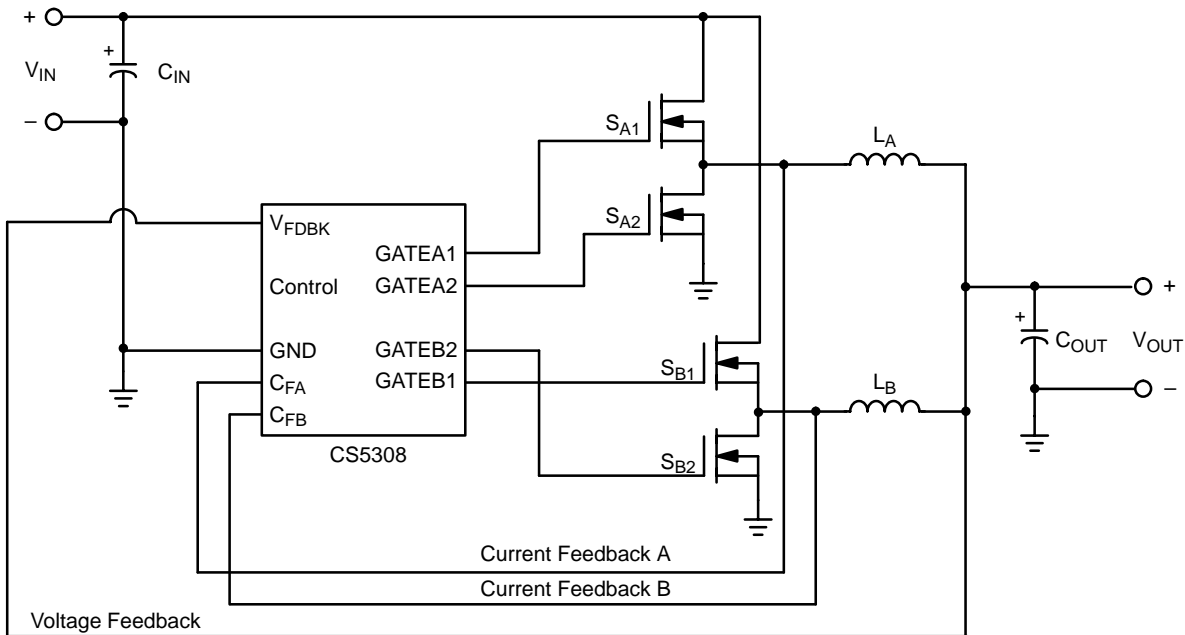 +
+
V_IN
C_IN
−
S_A1
L_A
S_A2
V_FDBK
GATEA1
Control
GATEA2
+
+
C_OUT
V_OUT
GND
GATEB2
S_B1
C_FA
GATEB1
L_B
−
C_FB
CS5308
S_B2
Current Feedback A
Current Feedback B
Voltage Feedback